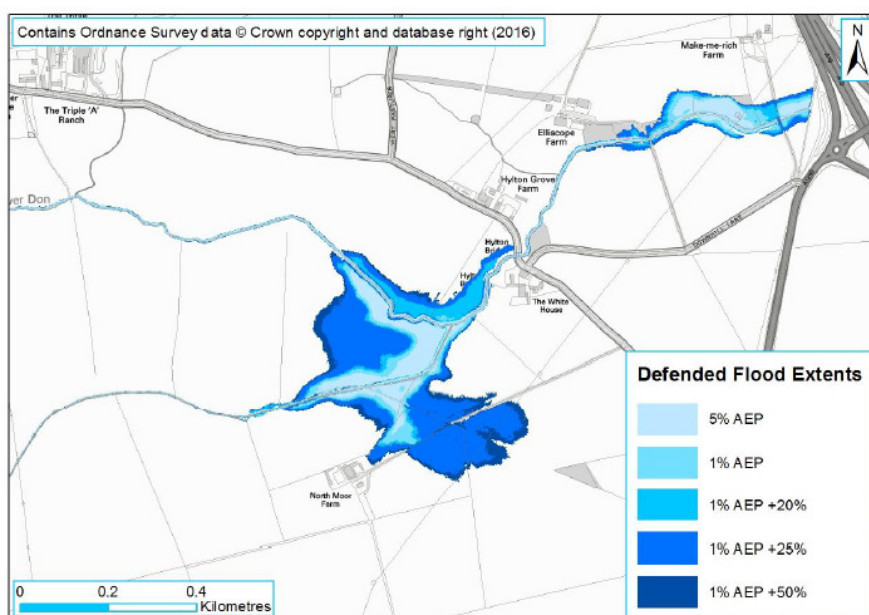 Contains Ordnance Survey data © Crown copyright and database right (2016)
N
Make-me-rich
Farm
The Triple 'A'
Ranch
Elliscope
Farm
Hylton Grove
Farm
Don
Hylton
The White
House
North Moor
Farm
Defended Flood Extents
5% AEP
1% AEP
1% AEP +20%
1% AEP +25%
1% AEP +50%
0 0.2 0.4
Kilometres